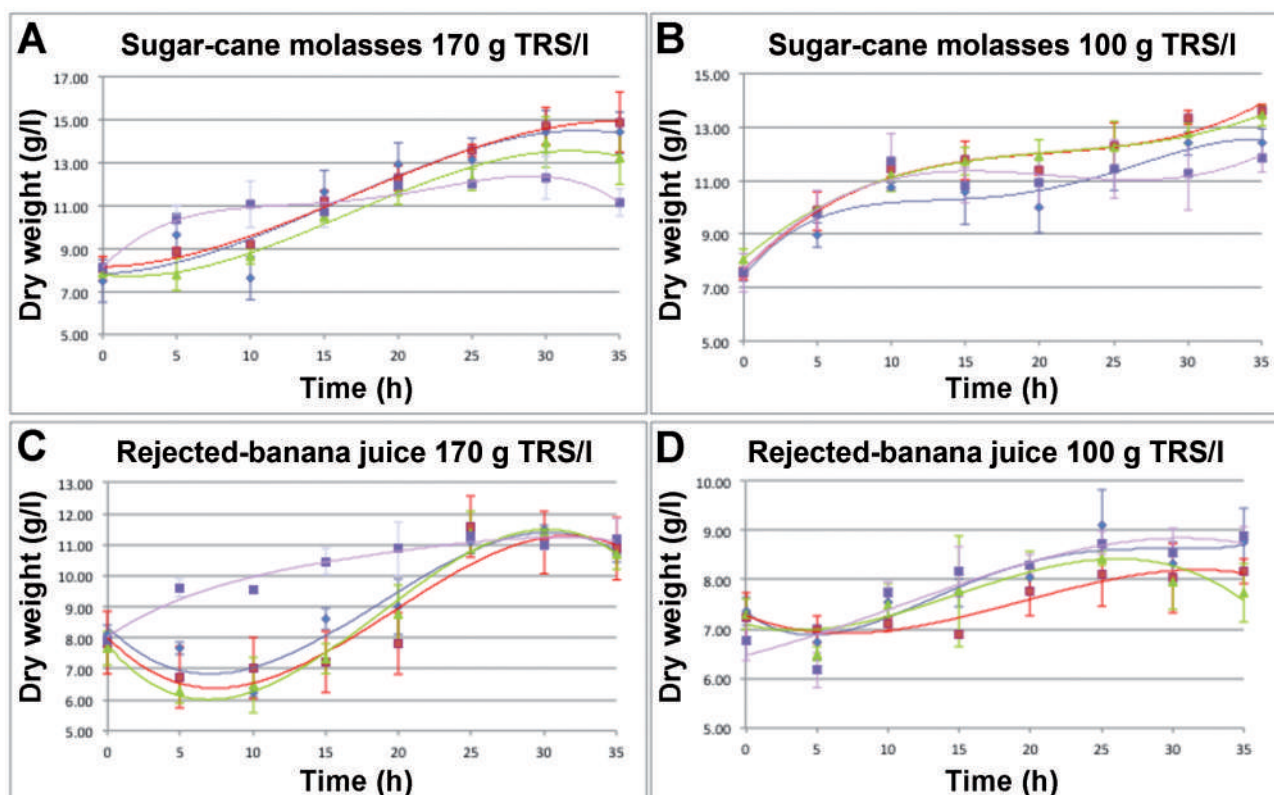 A
Sugar-cane molasses 170 g TRS/l
Dry weight (g/l)
17.00
15.00
13.00
11.00
9.00
7.00
5.00
0 5 10 15 20 25 30 35
Time (h)
B
Sugar-cane molasses 100 g TRS/l
Dry weight (g/l)
15.00
13.00
11.00
9.00
7.00
5.00
0 5 10 15 20 25 30 35
Time (h)
C
Rejected-banana juice 170 g TRS/l
Dry weight (g/l)
13.00
12.00
11.00
10.00
9.00
8.00
7.00
6.00
5.00
0 5 10 15 20 25 30 35
Time (h)
D
Rejected-banana juice 100 g TRS/l
Dry weight (g/l)
10.00
9.00
8.00
7.00
6.00
5.00
0 5 10 15 20 25 30 35
Time (h)